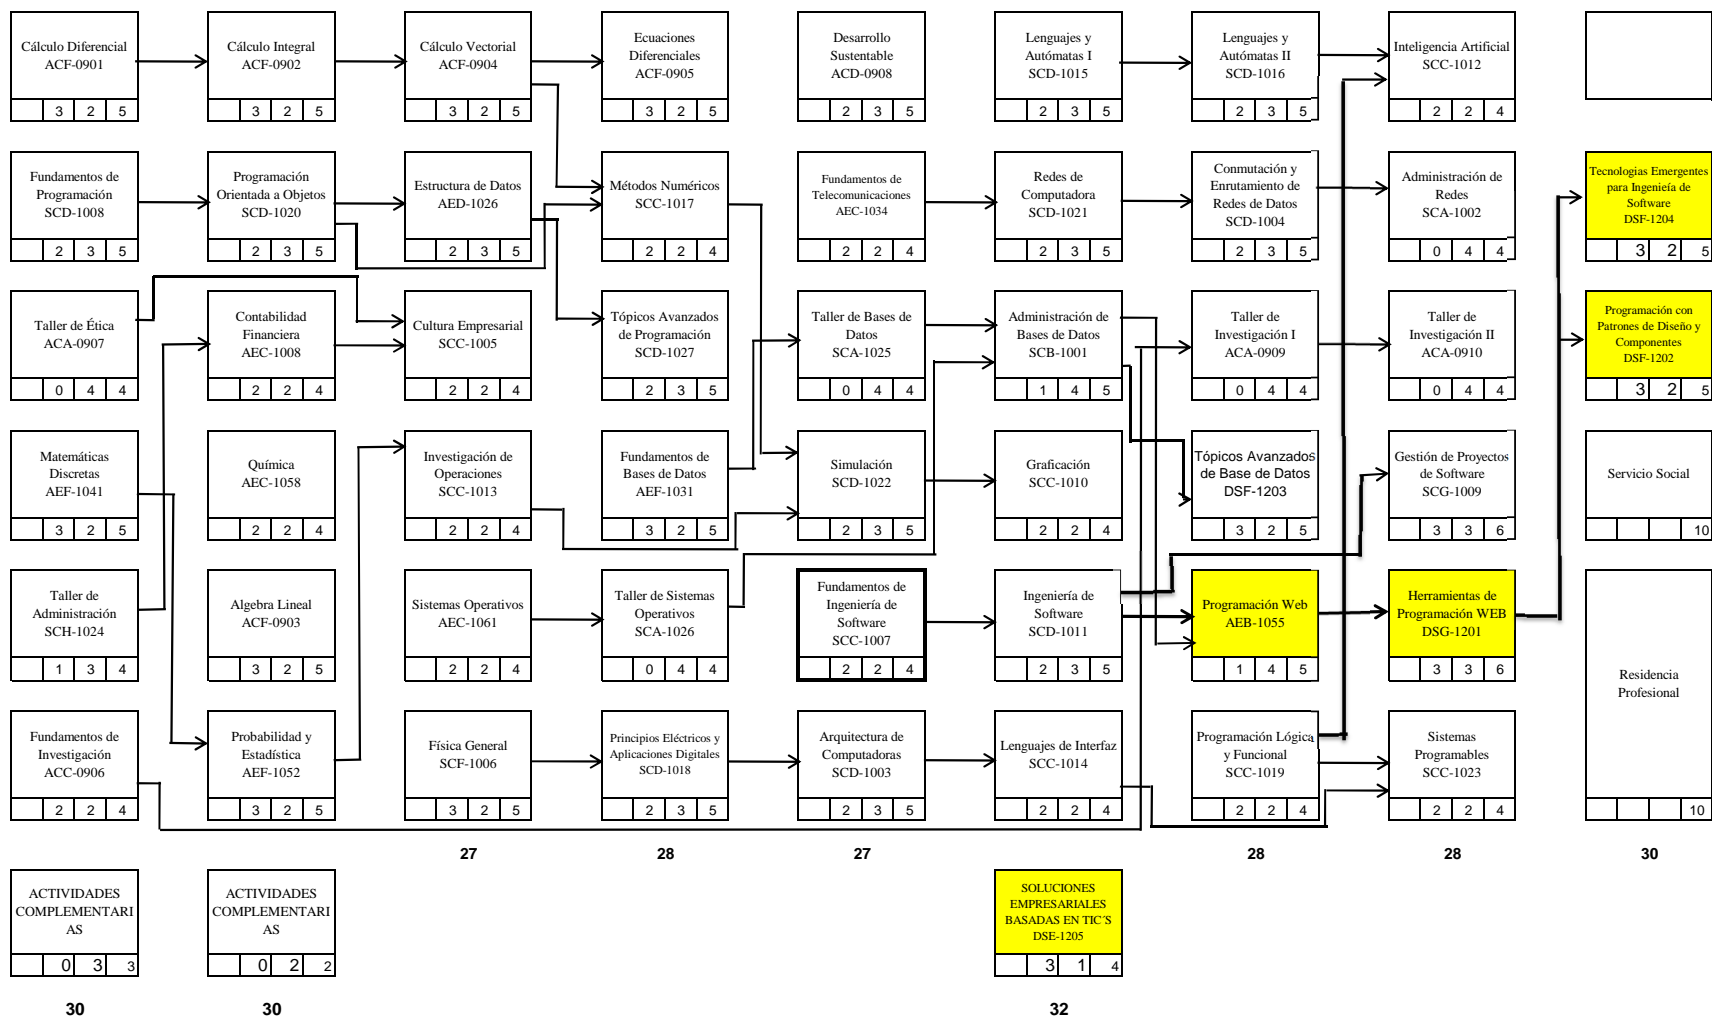 Cálculo Diferencial
ACF-0901
3 2 5
Cálculo Integral
ACF-0902
3 2 5
Cálculo Vectorial
ACF-0904
3 2 5
Ecuaciones
Diferenciales
ACF-0905
3 2 5
Desarrollo
Sustentable
ACD-0908
2 3 5
Lenguajes y
Autómatas I
SCD-1015
2 3 5
Lenguajes y
Autómatas II
SCD-1016
2 3 5
Inteligencia Artificial
SCC-1012
2 2 4
Fundamentos de
Programación
SCD-1008
2 3 5
Programación
Orientada a Objetos
SCD-1020
2 3 5
Estructura de Datos
AED-1026
2 3 5
Métodos Numéricos
SCC-1017
2 2 4
Fundamentos de
Telecomunicaciones
AEC-1034
2 2 4
Redes de
Computadora
SCD-1021
2 3 5
Conmutación y
Enrutamiento de
Redes de Datos
SCD-1004
2 3 5
Administración de
Redes
SCA-1002
0 4 4
Tecnologias Emergentes
para Ingenieía de
Software
DSF-1204
3 2 5
Taller de Ética
ACA-0907
0 4 4
Contabilidad
Financiera
AEC-1008
2 2 4
Cultura Empresarial
SCC-1005
2 2 4
Tópicos Avanzados
de Programación
SCD-1027
2 3 5
Taller de Bases de
Datos
SCA-1025
0 4 4
Administración de
Bases de Datos
SCB-1001
1 4 5
Taller de
Investigación I
ACA-0909
0 4 4
Taller de
Investigación II
ACA-0910
0 4 4
Programación con
Patrones de Diseño y
Componentes
DSF-1202
3 2 5
Matemáticas
Discretas
AEF-1041
3 2 5
Química
AEC-1058
2 2 4
Investigación de
Operaciones
SCC-1013
2 2 4
Fundamentos de
Bases de Datos
AEF-1031
3 2 5
Simulación
SCD-1022
2 3 5
Graficación
SCC-1010
2 2 4
Tópicos Avanzados
de Base de Datos
DSF-1203
3 2 5
Gestión de Proyectos
de Software
SCG-1009
3 3 6
Servicio Social
10
Taller de
Administración
SCH-1024
1 3 4
Algebra Lineal
ACF-0903
3 2 5
Sistemas Operativos
AEC-1061
2 2 4
Taller de Sistemas
Operativos
SCA-1026
0 4 4
Fundamentos de
Ingeniería de
Software
SCC-1007
2 2 4
Ingeniería de
Software
SCD-1011
2 3 5
Programación Web
AEB-1055
1 4 5
Herramientas de
Programación WEB
DSG-1201
3 3 6
Residencia
Profesional
10
Fundamentos de
Investigación
ACC-0906
2 2 4
Probabilidad y
Estadística
AEF-1052
3 2 5
Física General
SCF-1006
3 2 5
Principios Eléctricos y
Aplicaciones Digitales
SCD-1018
2 3 5
Arquitectura de
Computadoras
SCD-1003
2 3 5
Lenguajes de Interfaz
SCC-1014
2 2 4
Programación Lógica
y Funcional
SCC-1019
2 2 4
Sistemas
Programables
SCC-1023
2 2 4
27 28 27 28 28 30
ACTIVIDADES
COMPLEMENTARI
AS
0 3 3
ACTIVIDADES
COMPLEMENTARI
AS
0 2 2
SOLUCIONES
EMPRESARIALES
BASADAS EN TIC´S
DSE-1205
3 1 4
30 30 32